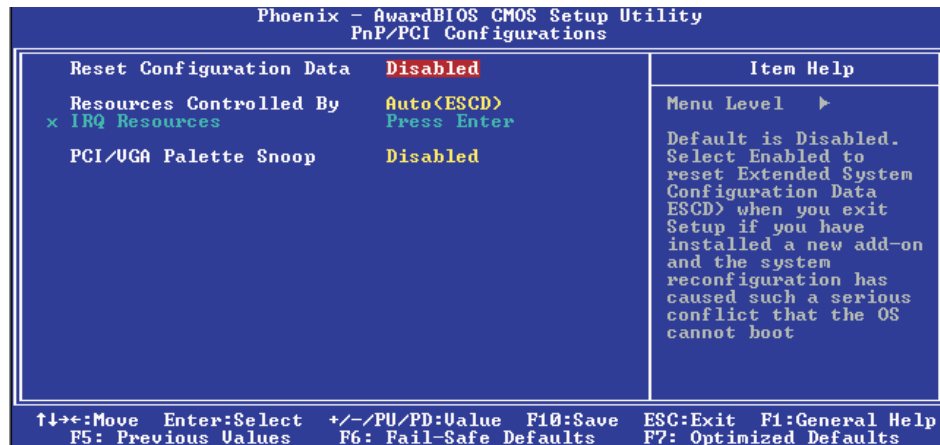 Phoenix - AwardBIOS CMOS Setup Utility
PnP/PCI Configurations
Reset Configuration Data Disabled
Resources Controlled By Auto(ESCD)
x IRQ Resources Press Enter
PCI/VGA Palette Snoop Disabled
Item Help
Menu Level ▶
Default is Disabled.
Select Enabled to
reset Extended System
Configuration Data
ESCD) when you exit
Setup if you have
installed a new add-on
and the system
reconfiguration has
caused such a serious
conflict that the OS
cannot boot
↑↓→←:Move Enter:Select +/-/PU/PD:Value F10:Save ESC:Exit F1:General Help
F5: Previous Values F6: Fail-Safe Defaults F7: Optimized Defaults